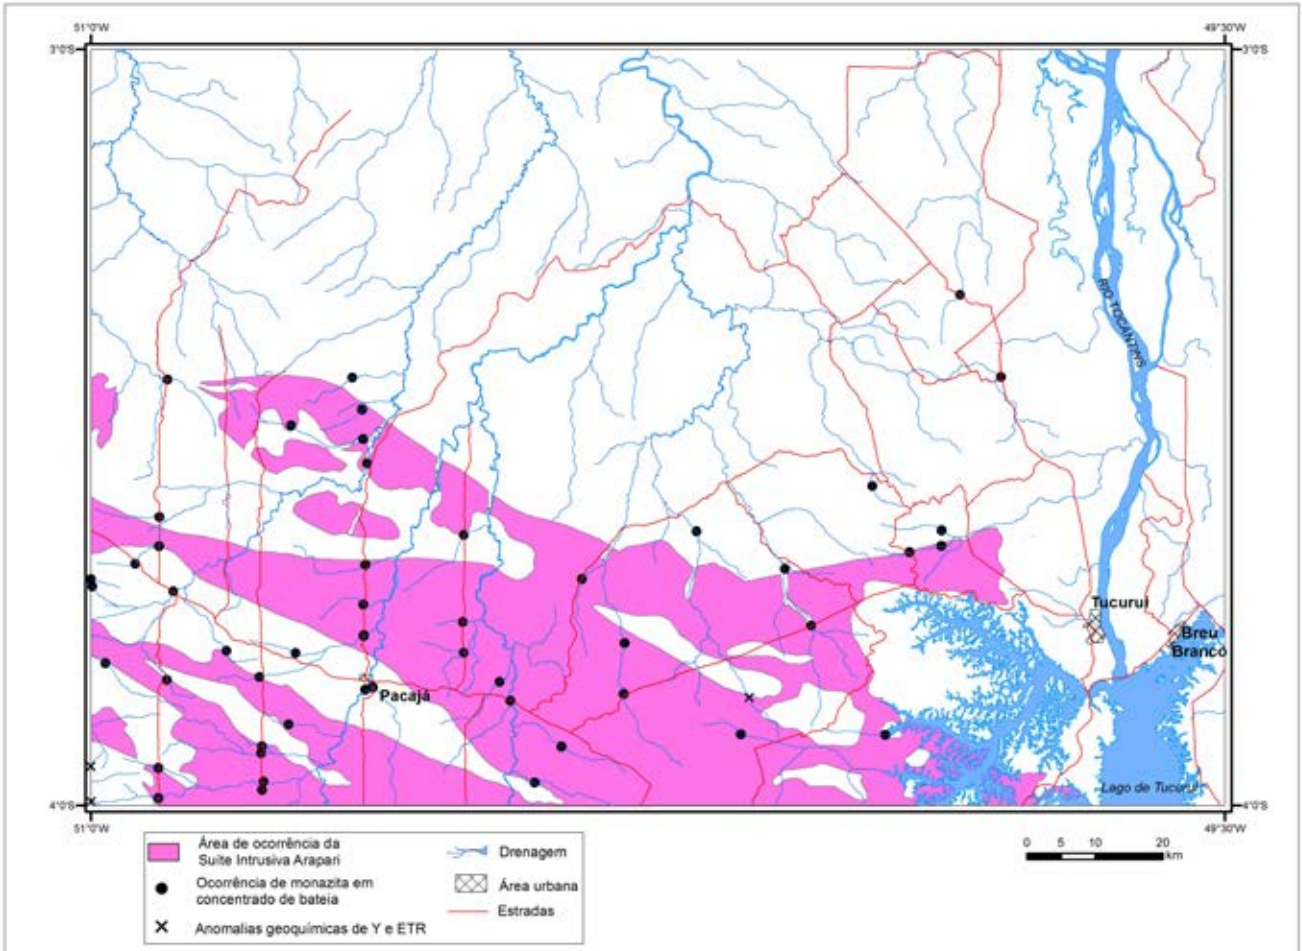 51°0'W
49°30'W
3°0'S
3°0'S
RIO TOCANTINS
Tucuruí
Breu
Branco
Pacajá
Lago de Tucuruí
4°0'S
4°0'S
51°0'W
49°30'W
Área de ocorrência da
Suíte Intrusiva Arapari
Ocorrência de monazita em
concentrado de bateia
Anomalias geoquímicas de Y e ETR
Drenagem
Área urbana
Estradas
0 5 10 20
km